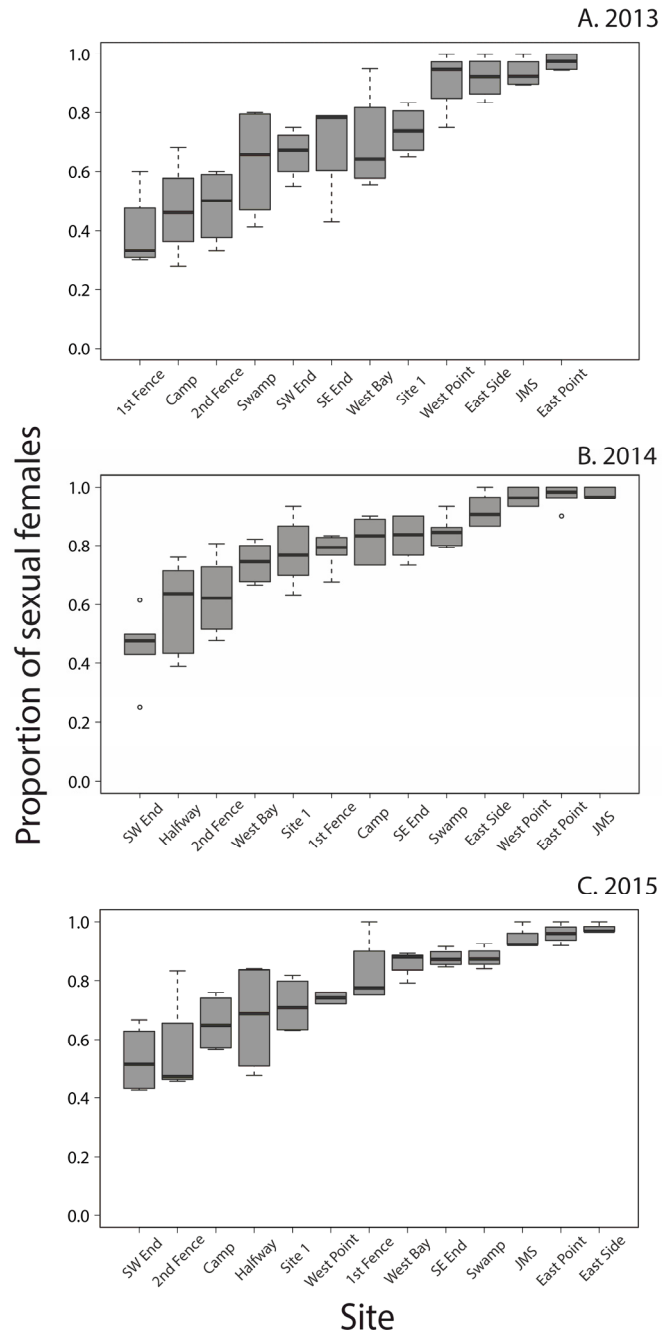 A. 2013
1.0
0.8
0.6
0.4
0.2
0.0
1st Fence
Camp
2nd Fence
Swamp
SW End
SE End
West Bay
Site 1
West Point
East Side
JMS
East Point
Proportion of sexual females
B. 2014
1.0
0.8
0.6
0.4
0.2
0.0
SW End
Halfway
2nd Fence
West Bay
Site 1
1st Fence
Camp
SE End
Swamp
East Side
West Point
East Point
JMS
C. 2015
1.0
0.8
0.6
0.4
0.2
0.0
SW End
2nd Fence
Camp
Halfway
Site 1
West Point
1st Fence
West Bay
SE End
Swamp
JMS
East Point
East Side
Site